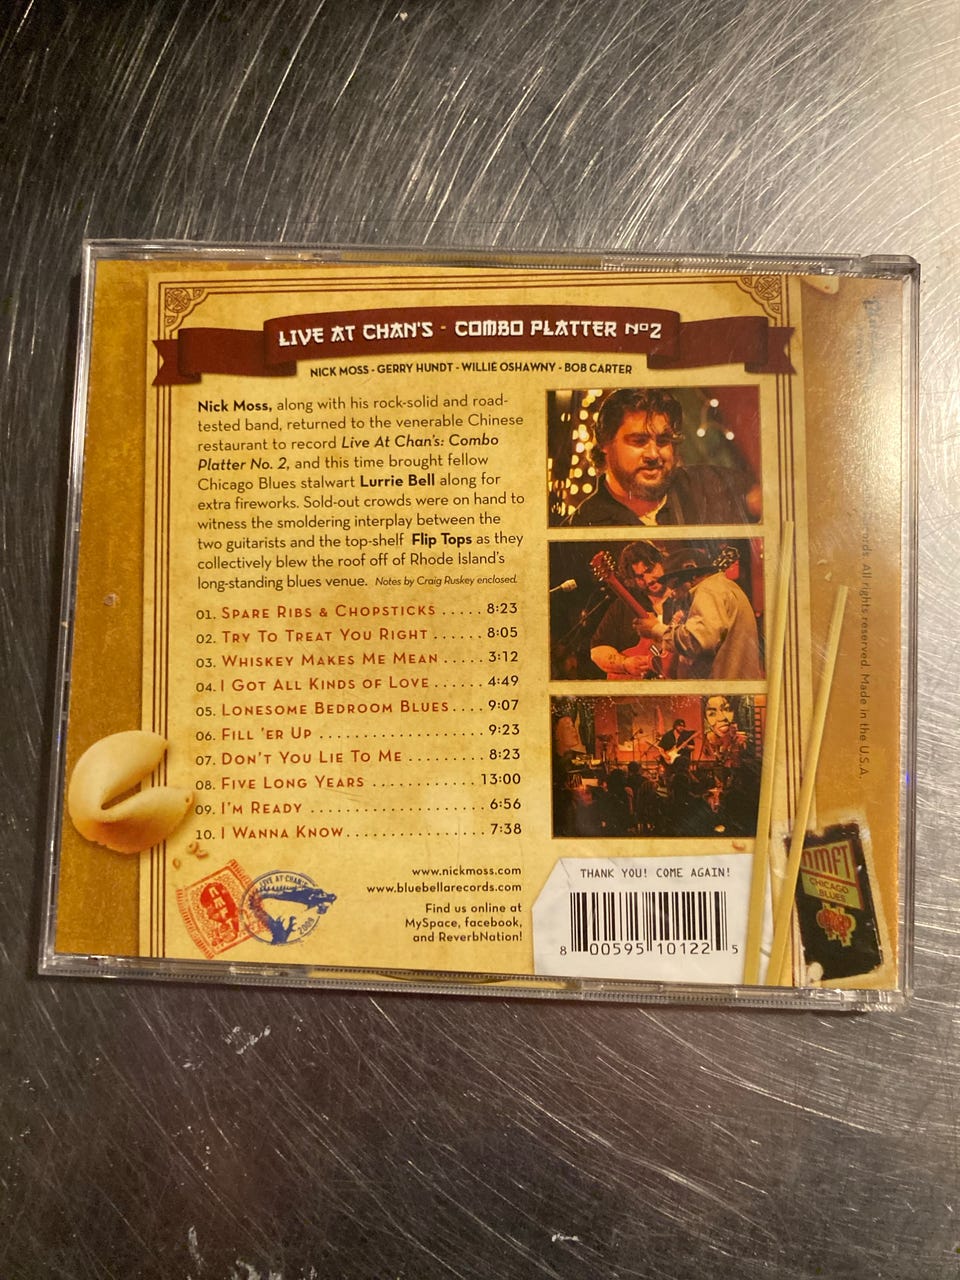 LIVE AT CHAN'S - COMBO PLATTER Nº2
NICK MOSS - GERRY HUNDT - WILLIE OSHAWNY - BOB CARTER
Nick Moss, along with his rock-solid and road-
tested band, returned to the venerable Chinese
restaurant to record Live At Chan's: Combo
Platter No. 2, and this time brought fellow
Chicago Blues stalwart Lurrie Bell along for
extra fireworks. Sold-out crowds were on hand to
witness the smoldering interplay between the
two guitarists and the top-shelf Flip Tops as they
collectively blew the roof off of Rhode Island's
long-standing blues venue. Notes by Craig Ruskey enclosed.
01. SPARE RIBS & CHOPSTICKS ..... 8:23
02. TRY TO TREAT YOU RIGHT ...... 8:05
03. WHISKEY MAKES ME MEAN ..... 3:12
04. I GOT ALL KINDS OF LOVE ...... 4:49
05. LONESOME BEDROOM BLUES .... 9:07
06. FILL 'ER UP ................ 9:23
07. DON'T YOU LIE TO ME ......... 8:23
08. FIVE LONG YEARS ............ 13:00
09. I'M READY .................. 6:56
10. I WANNA KNOW .............. 7:38
www.nickmoss.com
www.bluebellarecords.com
Find us online at
MySpace, facebook,
and ReverbNation!
THANK YOU! COME AGAIN!
8 00595 10122 5
LIVE AT CHAN'S
2009
NMFT
NMFT
CHICAGO
BLUES
All rights reserved. Made in the U.S.A.